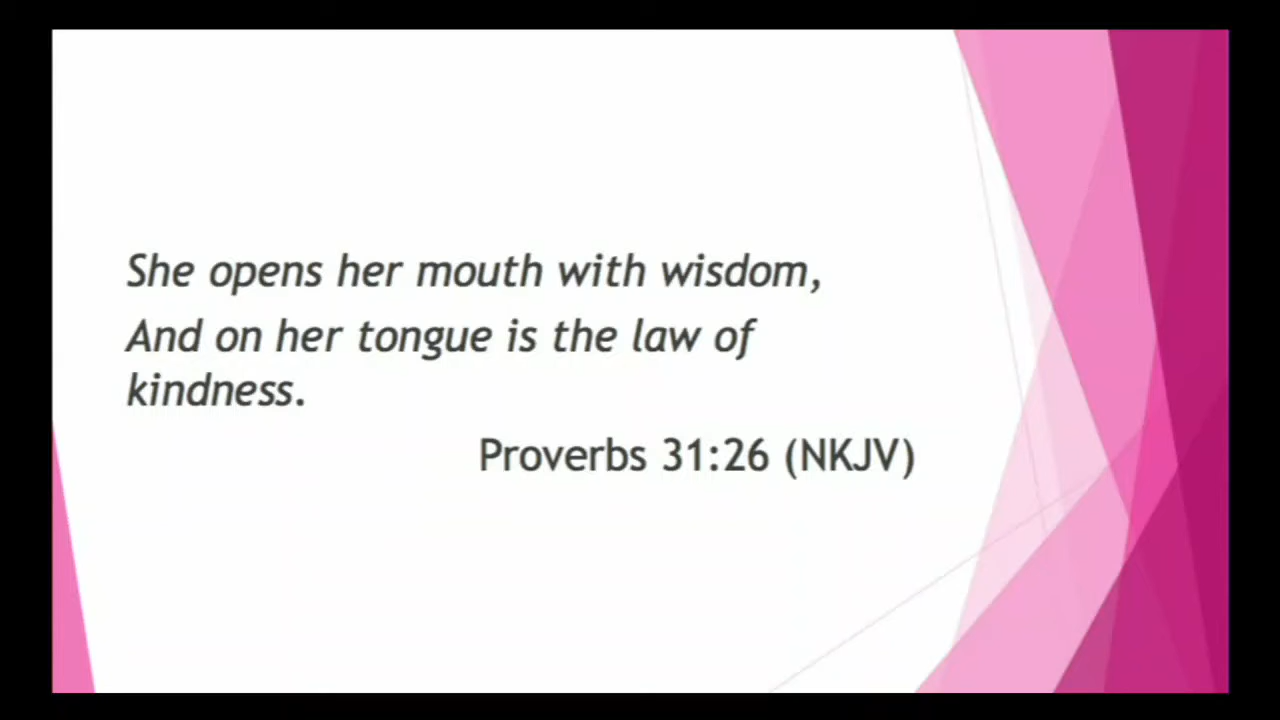 She opens her mouth with wisdom,
And on her tongue is the law of
kindness.
Proverbs 31:26 (NKJV)